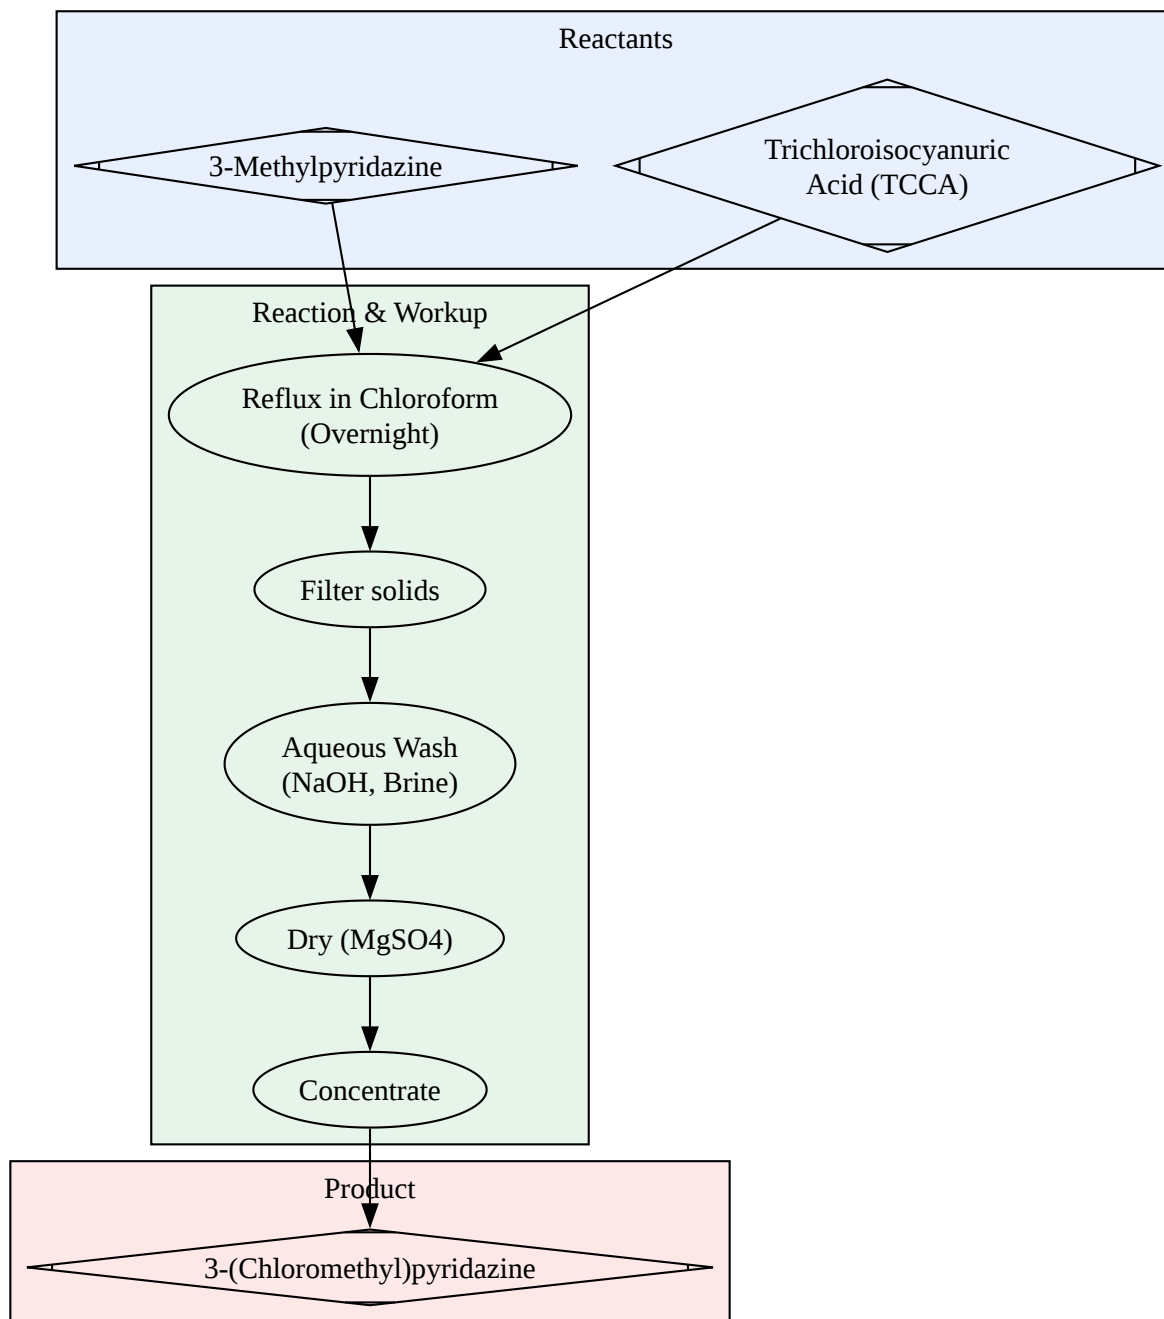 Reactants
3-Methylpyridazine
Trichloroisocyanuric
Acid (TCCA)
Reaction & Workup
Reflux in Chloroform
(Overnight)
Filter solids
Aqueous Wash
(NaOH, Brine)
Dry (MgSO4)
Concentrate
Product
3-(Chloromethyl)pyridazine